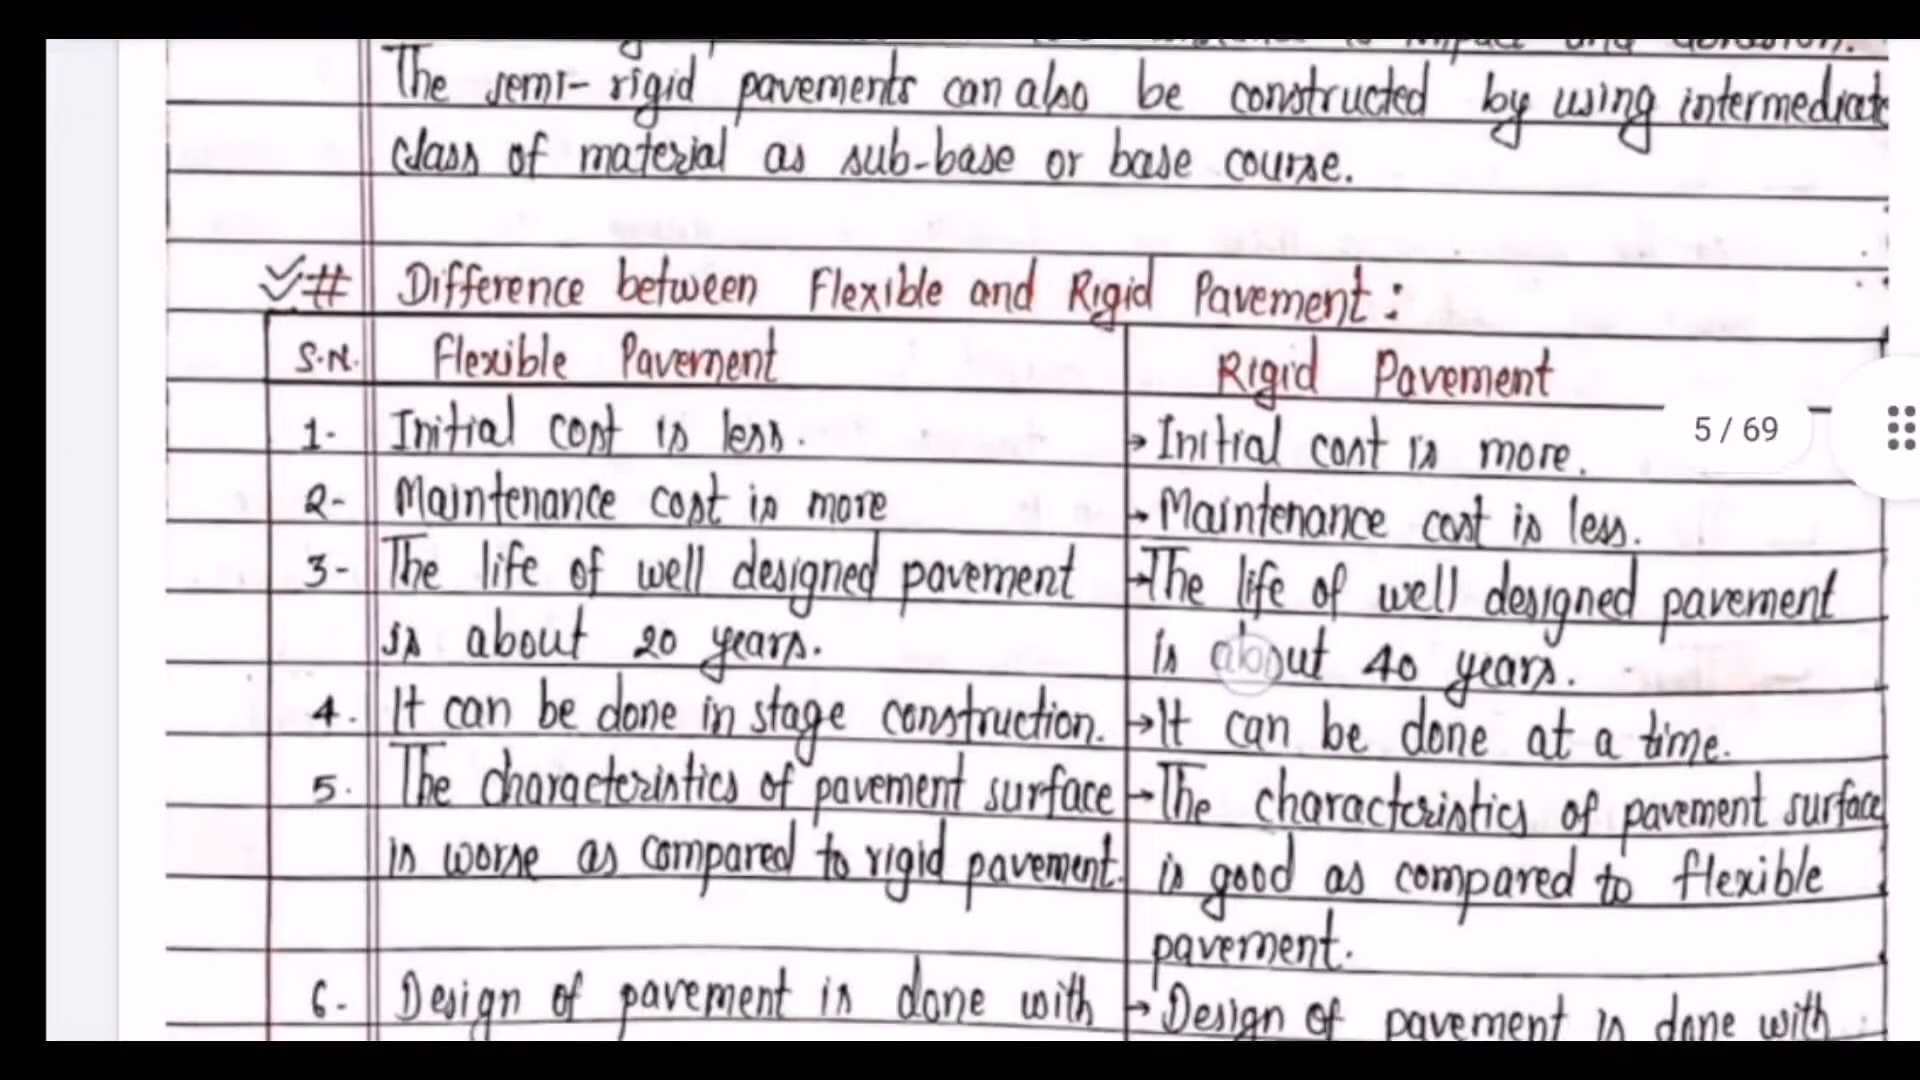 impact and abrasion.
The semi-rigid pavements can also be constructed by using intermediate
class of material as sub-base or base course.
# Difference between Flexible and Rigid Pavement :
S.N. Flexible Pavement Rigid Pavement
1- Initial cost is less. → Initial cost is more.
5 / 69
2- Maintenance cost is more → Maintenance cost is less.
3- The life of well designed pavement → The life of well designed pavement
is about 20 years. is about 40 years.
4. It can be done in stage construction. → It can be done at a time.
5. The characteristics of pavement surface → The characteristics of pavement surface
is worse as compared to rigid pavement. is good as compared to flexible
pavement.
6- Design of pavement is done with → Design of pavement is done with